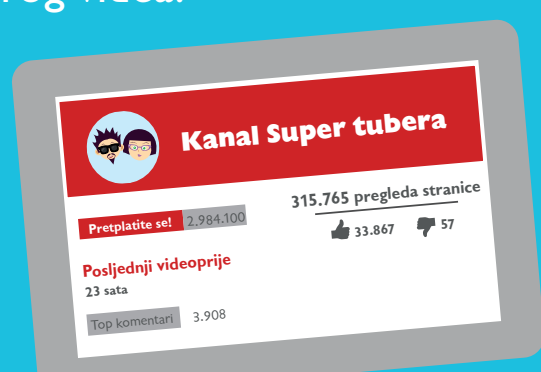 videa.
Kanal Super tubera
315.765 pregleda stranice
Pretplatite se! 2.984.100
33.867 57
Posljednji videoprije
23 sata
Top komentari 3.908